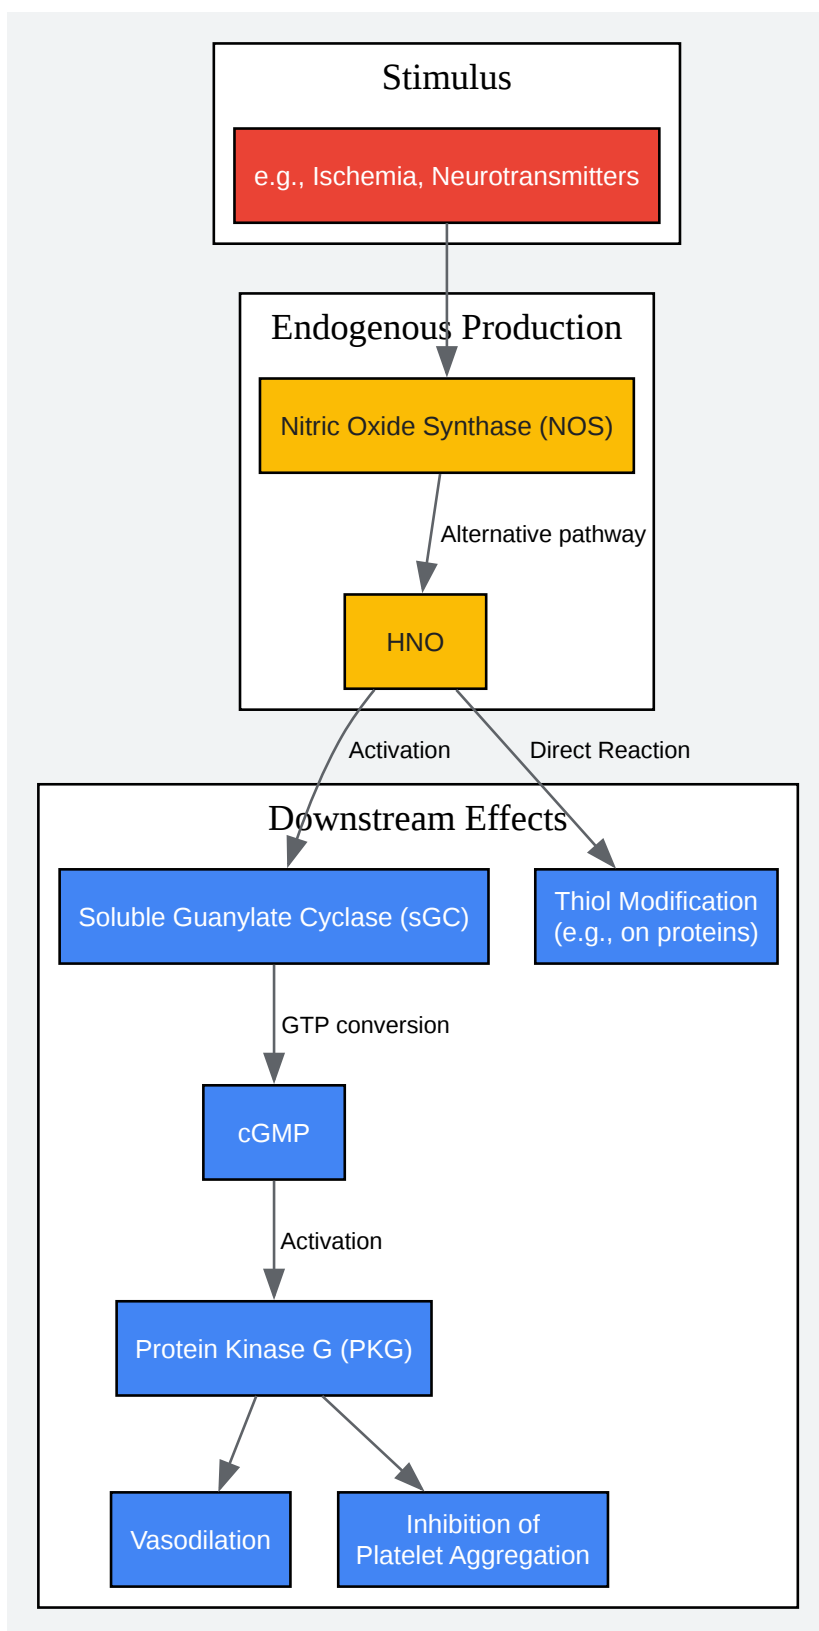 Stimulus
e.g., Ischemia, Neurotransmitters
Endogenous Production
Nitric Oxide Synthase (NOS)
Alternative pathway
HNO
Activation
Direct Reaction
Downstream Effects
Soluble Guanylate Cyclase (sGC)
Thiol Modification
(e.g., on proteins)
GTP conversion
cGMP
Activation
Protein Kinase G (PKG)
Vasodilation
Inhibition of
Platelet Aggregation